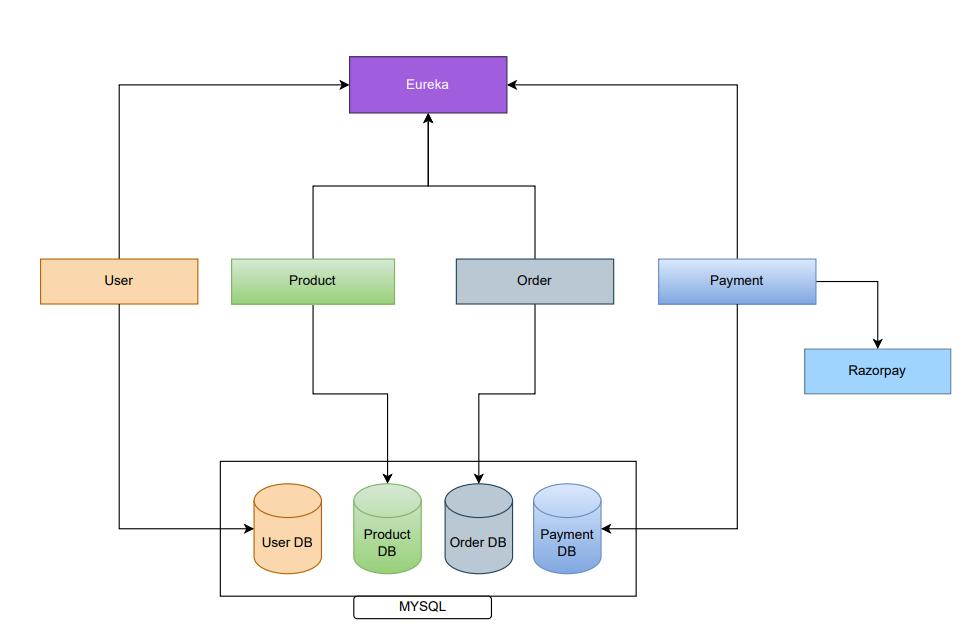 Eureka
User
Product
Order
Payment
Razorpay
User DB
Product
DB
Order DB
Payment
DB
MYSQL